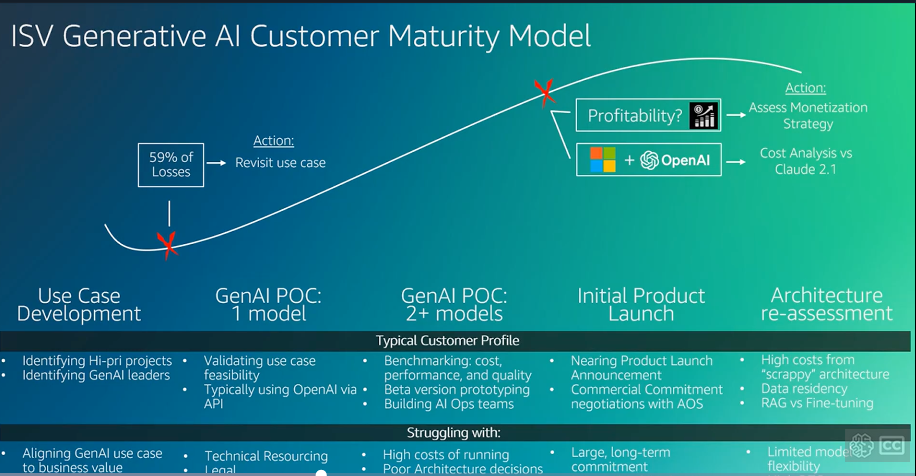 ISV Generative AI Customer Maturity Model
59% of
Losses
Action:
Revisit use case
Profitability?
Action:
Assess Monetization
Strategy
+ OpenAI
Cost Analysis vs
Claude 2.1
Use Case
Development
GenAI POC:
1 model
GenAI POC:
2+ models
Initial Product
Launch
Architecture
re-assessment
Typical Customer Profile
• Identifying Hi-pri projects
• Identifying GenAI leaders
• Validating use case
feasibility
• Typically using OpenAI via
API
• Benchmarking: cost,
performance, and quality
• Beta version prototyping
• Building AI Ops teams
• Nearing Product Launch
Announcement
• Commercial Commitment
negotiations with AOS
• High costs from
"scrappy" architecture
• Data residency
• RAG vs Fine-tuning
Struggling with:
• Aligning GenAI use case
to business value
• Technical Resourcing
• Legal
• High costs of running
• Poor Architecture decisions
• Large, long-term
commitment
• Limited model
flexibility
CC